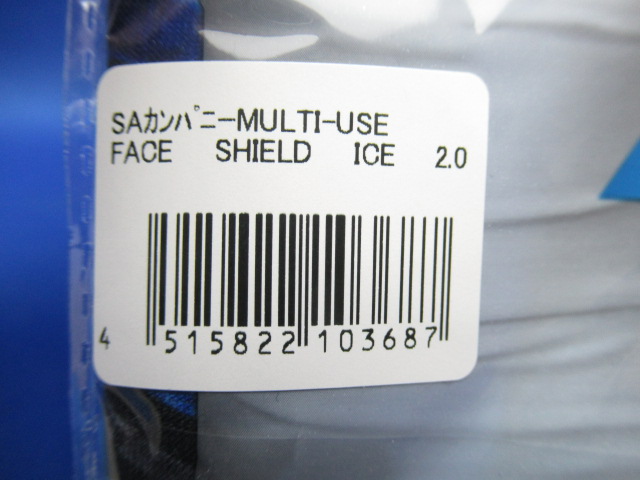 SAｶﾝﾊﾟﾆｰMULTI-USE
FACE SHIELD ICE 2.0
4 515822 103687